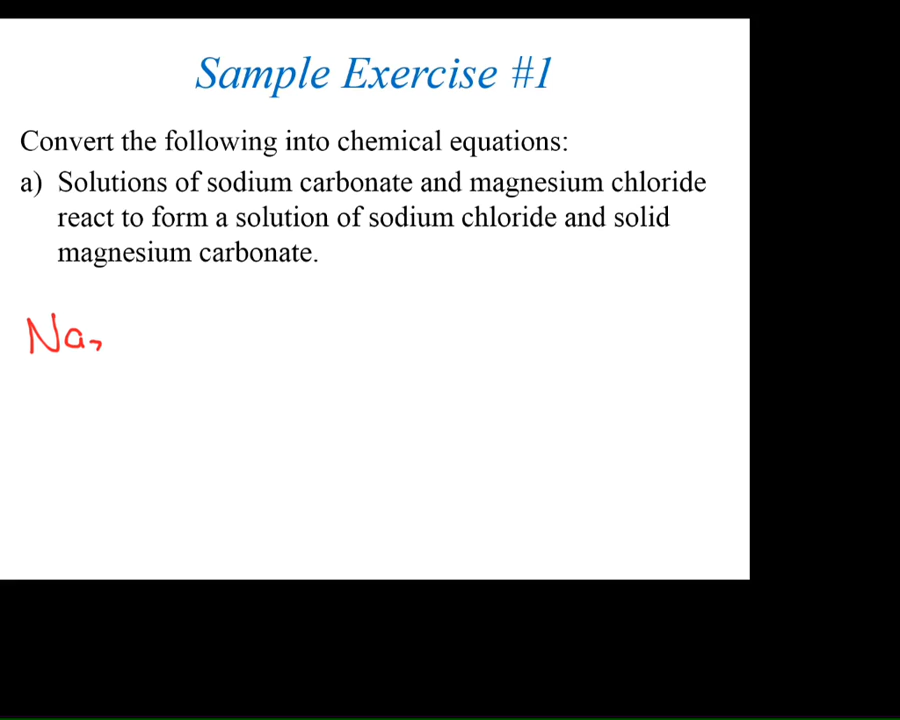 Sample Exercise #1
Convert the following into chemical equations:
a) Solutions of sodium carbonate and magnesium chloride
react to form a solution of sodium chloride and solid
magnesium carbonate.
Na